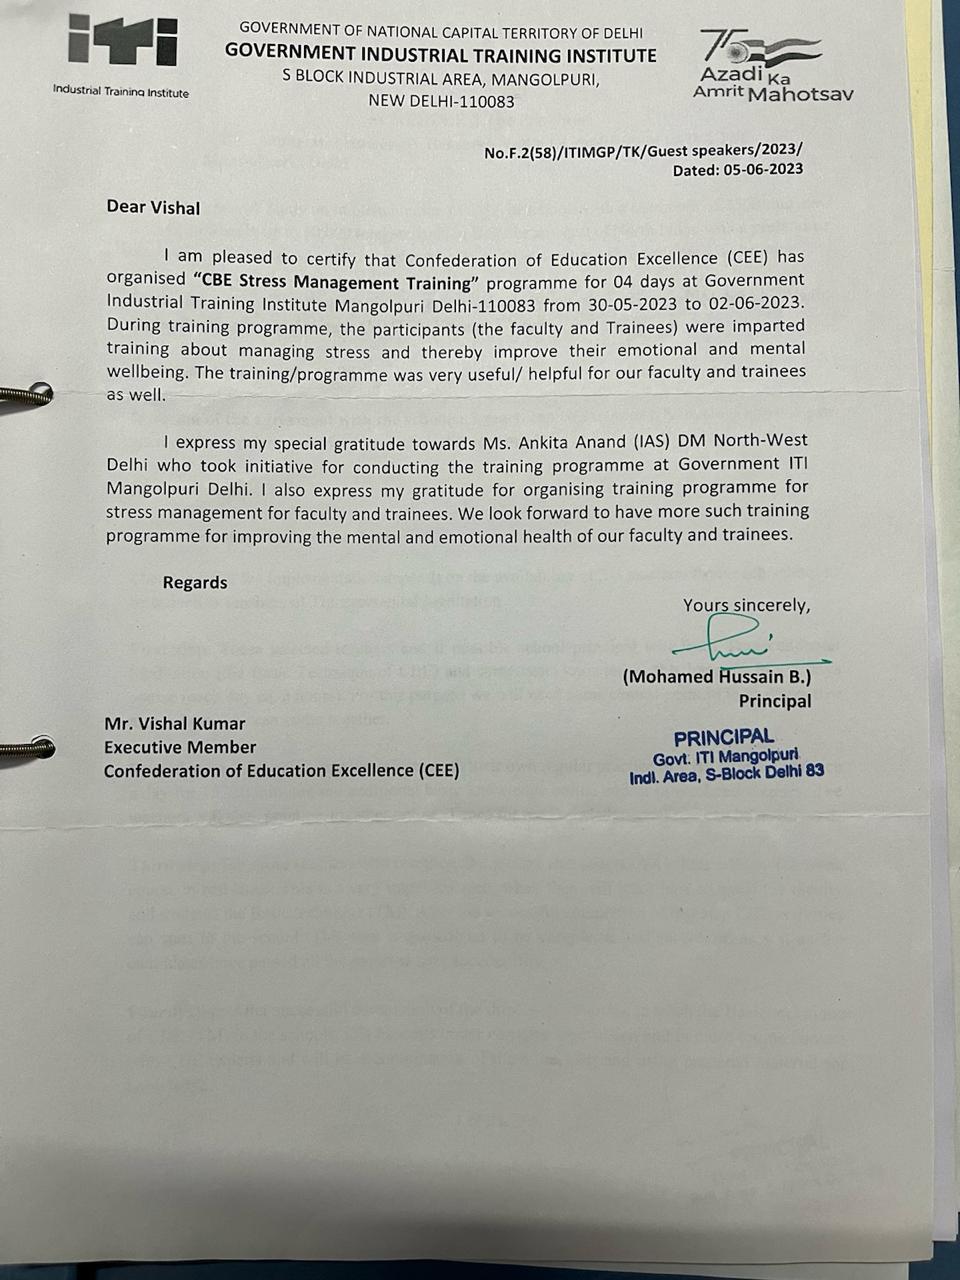 iTi
Industrial Training Institute
GOVERNMENT OF NATIONAL CAPITAL TERRITORY OF DELHI
GOVERNMENT INDUSTRIAL TRAINING INSTITUTE
S BLOCK INDUSTRIAL AREA, MANGOLPURI,
NEW DELHI-110083
75
Azadi Ka
Amrit Mahotsav
No.F.2(58)/ITIMGP/TK/Guest speakers/2023/
Dated: 05-06-2023
Dear Vishal
I am pleased to certify that Confederation of Education Excellence (CEE) has
organised “CBE Stress Management Training” programme for 04 days at Government
Industrial Training Institute Mangolpuri Delhi-110083 from 30-05-2023 to 02-06-2023.
During training programme, the participants (the faculty and Trainees) were imparted
training about managing stress and thereby improve their emotional and mental
wellbeing. The training/programme was very useful/ helpful for our faculty and trainees
as well.
I express my special gratitude towards Ms. Ankita Anand (IAS) DM North-West
Delhi who took initiative for conducting the training programme at Government ITI
Mangolpuri Delhi. I also express my gratitude for organising training programme for
stress management for faculty and trainees. We look forward to have more such training
programme for improving the mental and emotional health of our faculty and trainees.
Regards
Yours sincerely,
(Mohamed Hussain B.)
Principal
Mr. Vishal Kumar
Executive Member
Confederation of Education Excellence (CEE)
PRINCIPAL
Govt. ITI Mangolpuri
Indl. Area, S-Block Delhi 83